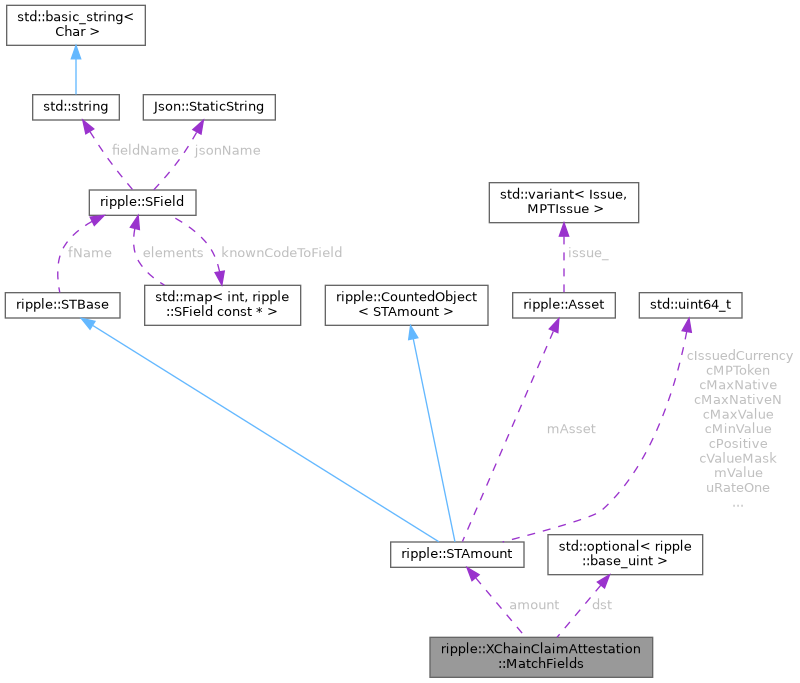 std::basic_string<
Char >
std::string
Json::StaticString
fieldName
jsonName
ripple::SField
std::variant< Issue,
MPTIssue >
fName
elements
knownCodeToField
issue_
ripple::STBase
std::map< int, ripple
::SField const * >
ripple::CountedObject
< STAmount >
ripple::Asset
std::uint64_t
cIssuedCurrency
cMPToken
cMaxNative
cMaxNativeN
cMaxValue
cMinValue
cPositive
cValueMask
mValue
uRateOne
...
mAsset
ripple::STAmount
std::optional< ripple
::base_uint >
amount
dst
ripple::XChainClaimAttestation
::MatchFields